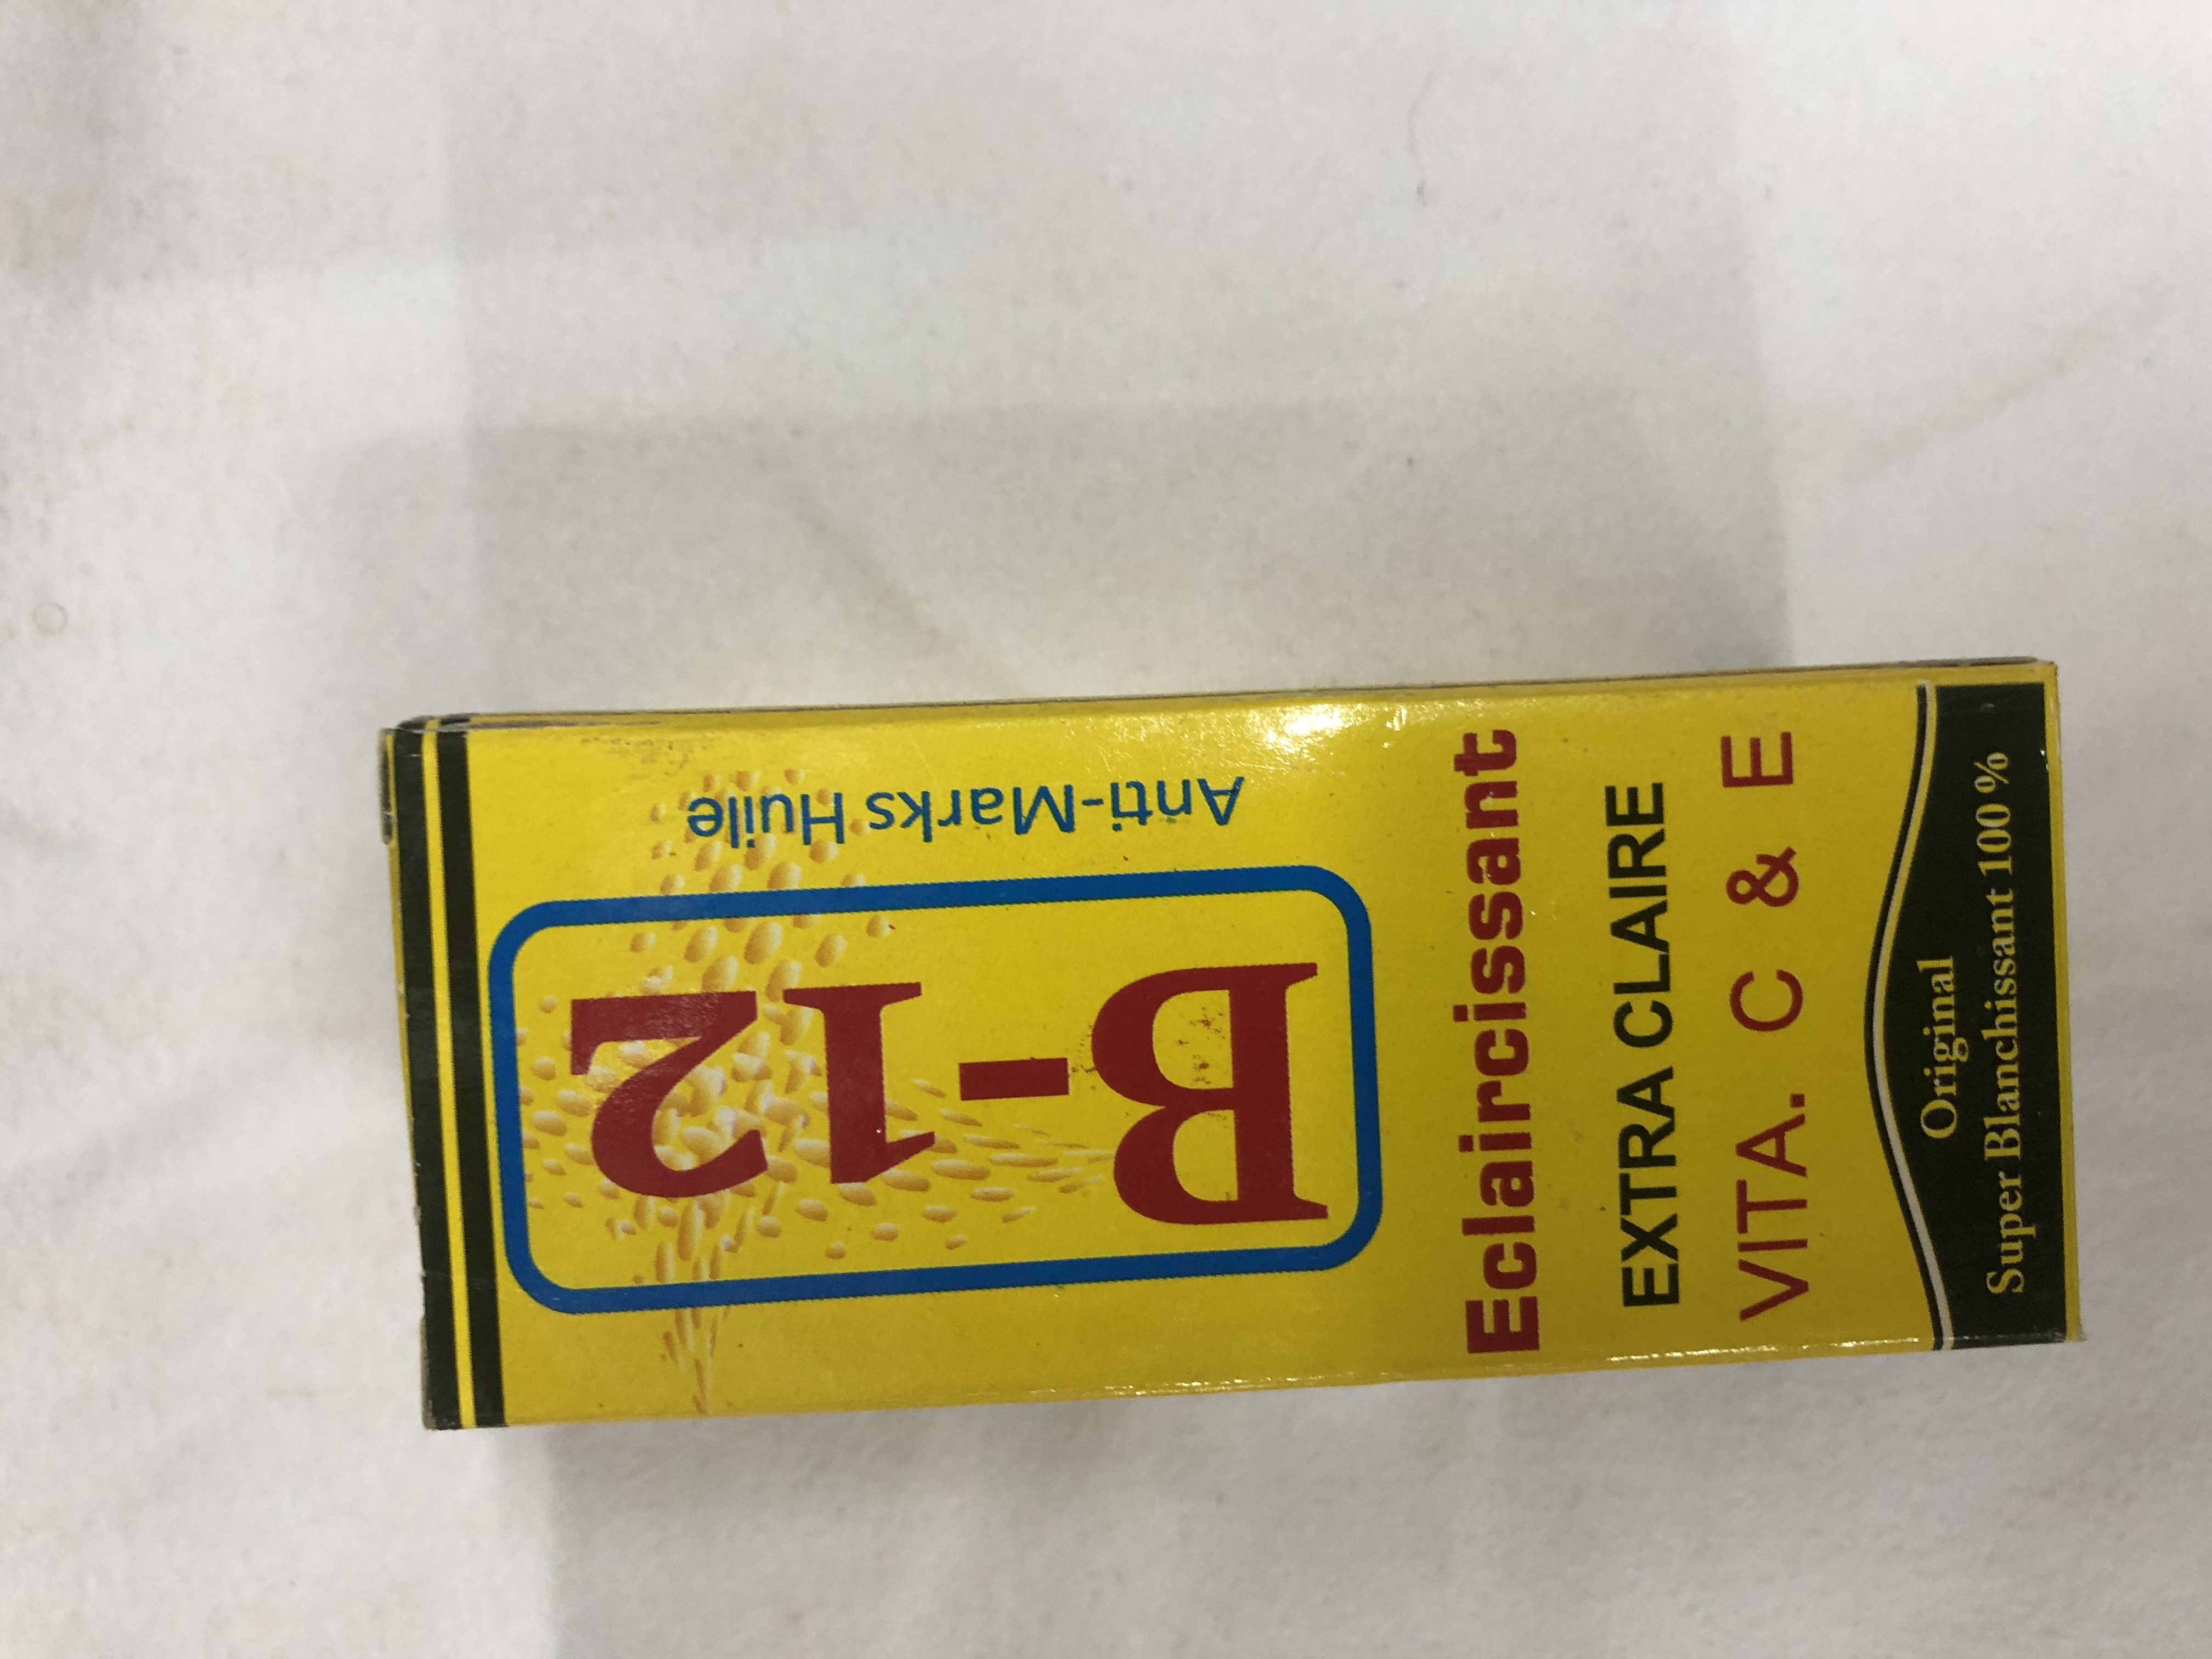 B-12
Anti-Marks Huile
Eclaircissant
EXTRA CLAIRE
VITA. C & E
Original
Super Blanchissant 100%